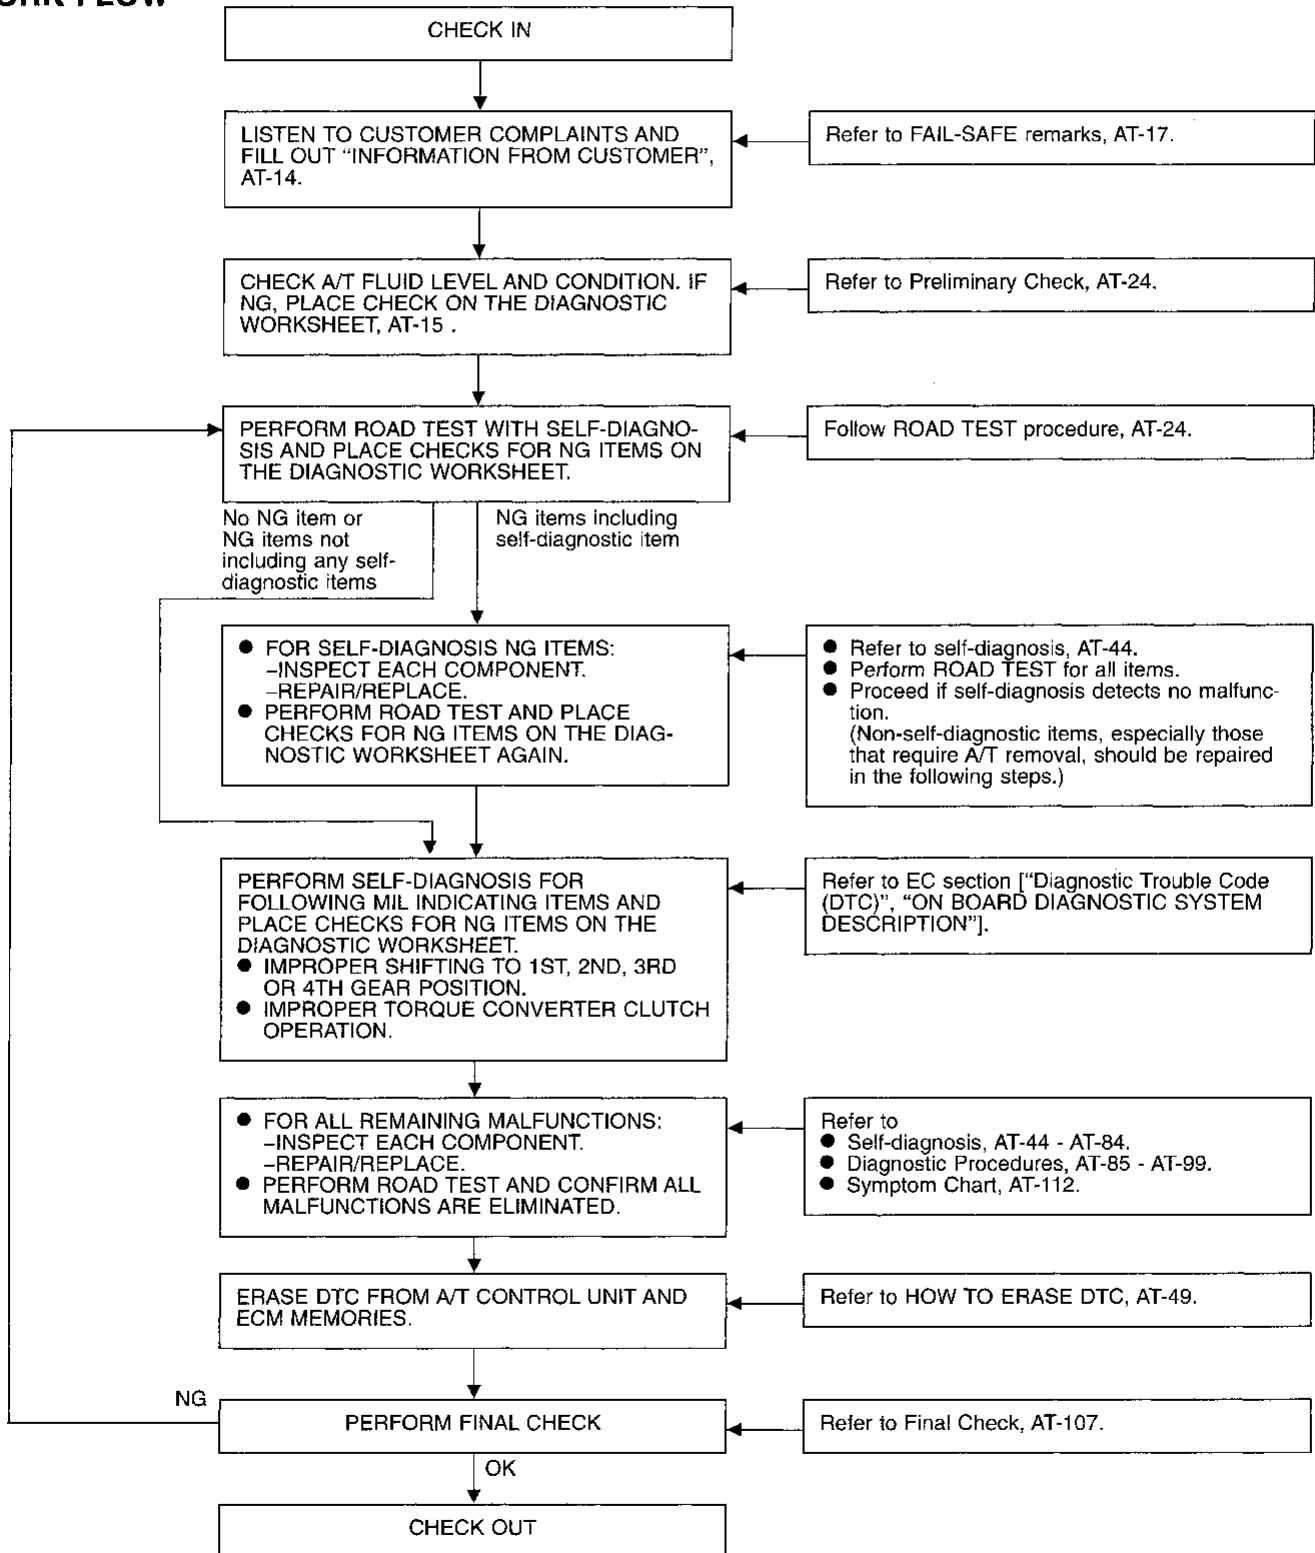 CHECK IN
LISTEN TO CUSTOMER COMPLAINTS AND
FILL OUT “INFORMATION FROM CUSTOMER”,
AT-14.
Refer to FAIL-SAFE remarks, AT-17.
CHECK A/T FLUID LEVEL AND CONDITION. IF
NG, PLACE CHECK ON THE DIAGNOSTIC
WORKSHEET, AT-15 .
Refer to Preliminary Check, AT-24.
PERFORM ROAD TEST WITH SELF-DIAGNO-
SIS AND PLACE CHECKS FOR NG ITEMS ON
THE DIAGNOSTIC WORKSHEET.
Follow ROAD TEST procedure, AT-24.
No NG item or
NG items not
including any self-
diagnostic items
NG items including
self-diagnostic item
● FOR SELF-DIAGNOSIS NG ITEMS:
–INSPECT EACH COMPONENT.
–REPAIR/REPLACE.
● PERFORM ROAD TEST AND PLACE
CHECKS FOR NG ITEMS ON THE DIAG-
NOSTIC WORKSHEET AGAIN.
● Refer to self-diagnosis, AT-44.
● Perform ROAD TEST for all items.
● Proceed if self-diagnosis detects no malfunc-
tion.
(Non-self-diagnostic items, especially those
that require A/T removal, should be repaired
in the following steps.)
PERFORM SELF-DIAGNOSIS FOR
FOLLOWING MIL INDICATING ITEMS AND
PLACE CHECKS FOR NG ITEMS ON THE
DIAGNOSTIC WORKSHEET.
● IMPROPER SHIFTING TO 1ST, 2ND, 3RD
OR 4TH GEAR POSITION.
● IMPROPER TORQUE CONVERTER CLUTCH
OPERATION.
Refer to EC section [“Diagnostic Trouble Code
(DTC)”, “ON BOARD DIAGNOSTIC SYSTEM
DESCRIPTION”].
● FOR ALL REMAINING MALFUNCTIONS:
–INSPECT EACH COMPONENT.
–REPAIR/REPLACE.
● PERFORM ROAD TEST AND CONFIRM ALL
MALFUNCTIONS ARE ELIMINATED.
Refer to
● Self-diagnosis, AT-44 - AT-84.
● Diagnostic Procedures, AT-85 - AT-99.
● Symptom Chart, AT-112.
ERASE DTC FROM A/T CONTROL UNIT AND
ECM MEMORIES.
Refer to HOW TO ERASE DTC, AT-49.
NG
PERFORM FINAL CHECK
Refer to Final Check, AT-107.
OK
CHECK OUT